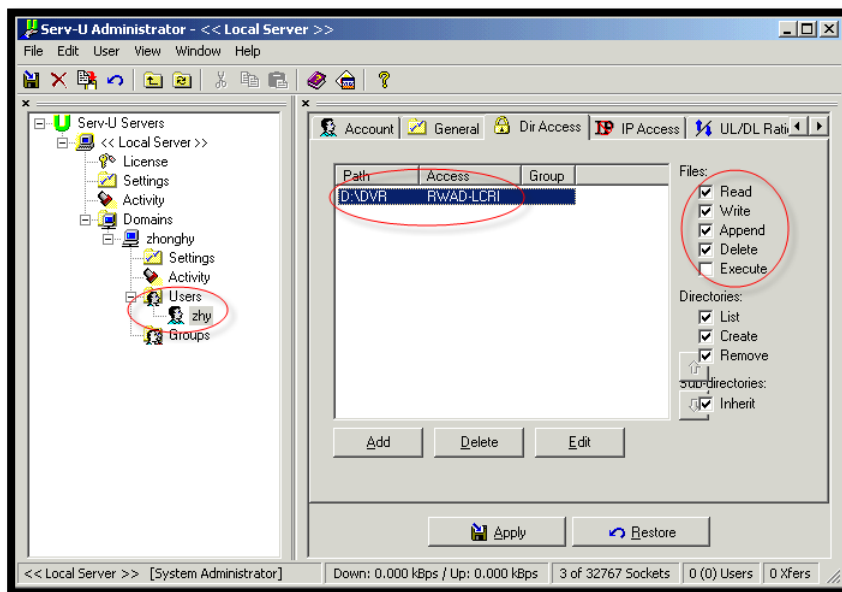 Serv-U Administrator - << Local Server >>
File Edit User View Window Help
Serv-U Servers
<< Local Server >>
License
Settings
Activity
Domains
zhonghy
Settings
Activity
Users
zhy
Groups
Account General Dir Access IP Access UL/DL Rati
Path Access Group
D:\DVR RWAD-LCRI
Files:
Read
Write
Append
Delete
Execute
Directories:
List
Create
Remove
Sub-directories:
Inherit
Add Delete Edit
Apply Restore
<< Local Server >> [System Administrator] Down: 0.000 kBps / Up: 0.000 kBps 3 of 32767 Sockets 0 (0) Users 0 Xfers